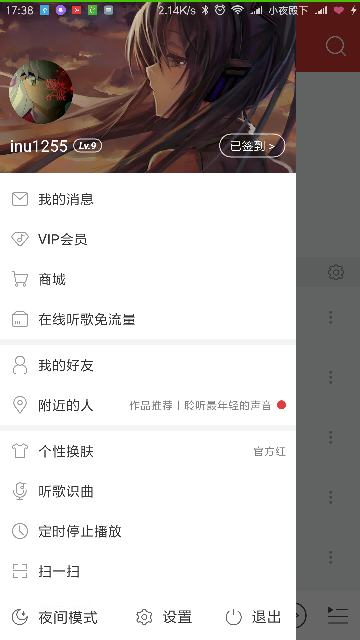 17:38
2.14K/s
小夜殿下
inu1255 Lv.9
已签到 >
我的消息
VIP会员
商城
在线听歌免流量
我的好友
附近的人 作品推荐丨聆听最年轻的声音
个性换肤 官方红
听歌识曲
定时停止播放
扫一扫
夜间模式 设置 退出